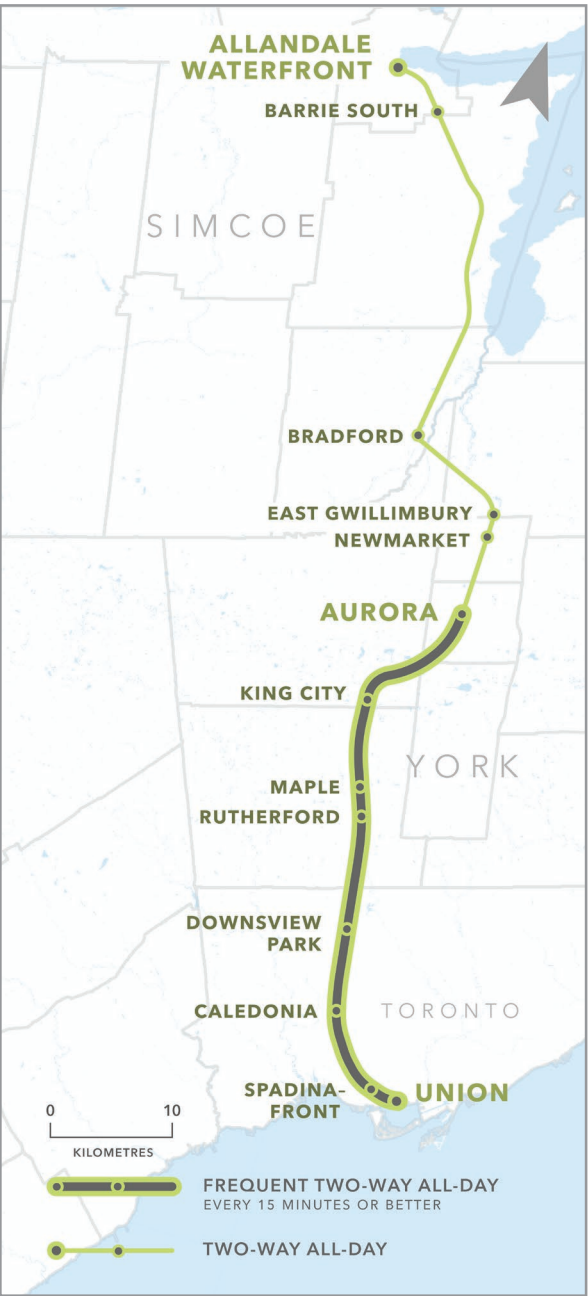 ALLANDALE
WATERFRONT
BARRIE SOUTH
SIMCOE
BRADFORD
EAST GWILLIMBURY
NEWMARKET
AURORA
KING CITY
YORK
MAPLE
RUTHERFORD
DOWNSVIEW
PARK
CALEDONIA
TORONTO
SPADINA-
FRONT
UNION
0 10
KILOMETRES
FREQUENT TWO-WAY ALL-DAY
EVERY 15 MINUTES OR BETTER
TWO-WAY ALL-DAY